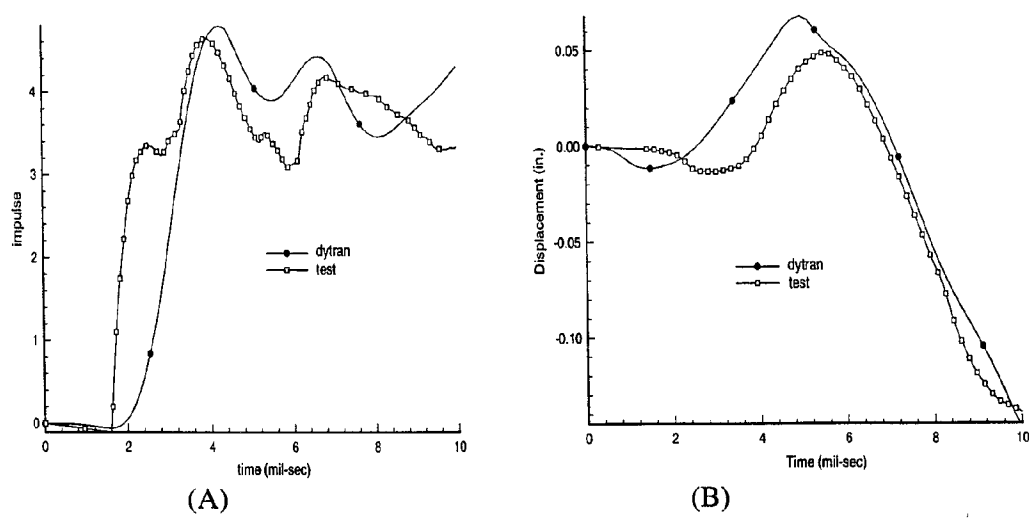 4
3
2
1
0
impulse
dytran
test
0
2
4
6
8
10
time (mil-sec)
(A)
0.05
0.00
-0.05
-0.10
Displacement (in.)
dytran
test
0
2
4
6
8
10
Time (mil-sec)
(B)